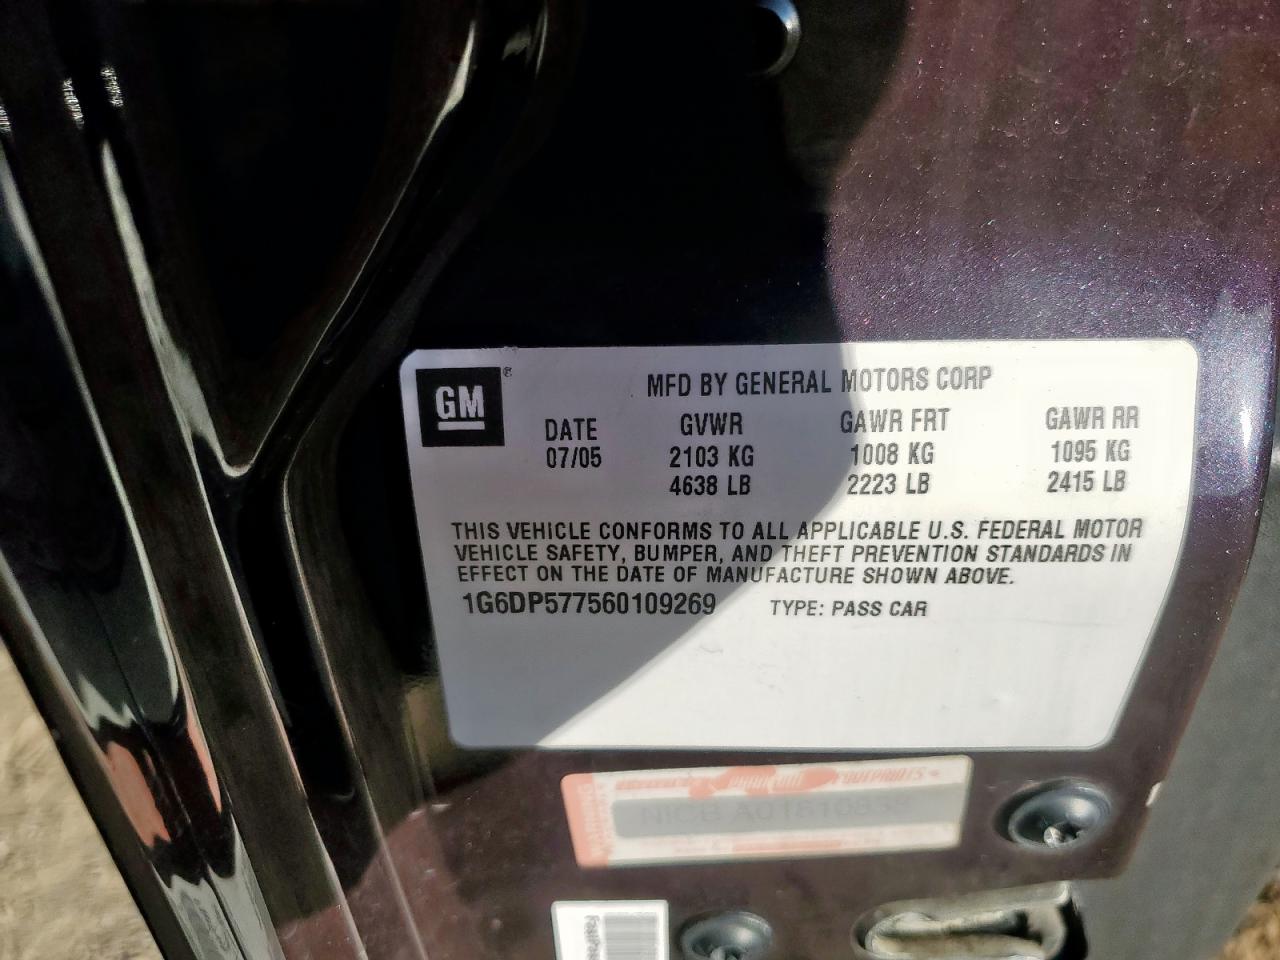 GM®
MFD BY GENERAL MOTORS CORP
DATE GVWR GAWR FRT GAWR RR
07/05 2103 KG 1008 KG 1095 KG
4638 LB 2223 LB 2415 LB
THIS VEHICLE CONFORMS TO ALL APPLICABLE U.S. FEDERAL MOTOR
VEHICLE SAFETY, BUMPER, AND THEFT PREVENTION STANDARDS IN
EFFECT ON THE DATE OF MANUFACTURE SHOWN ABOVE.
1G6DP577560109269 TYPE: PASS CAR
FOOTPRINTS
NICB